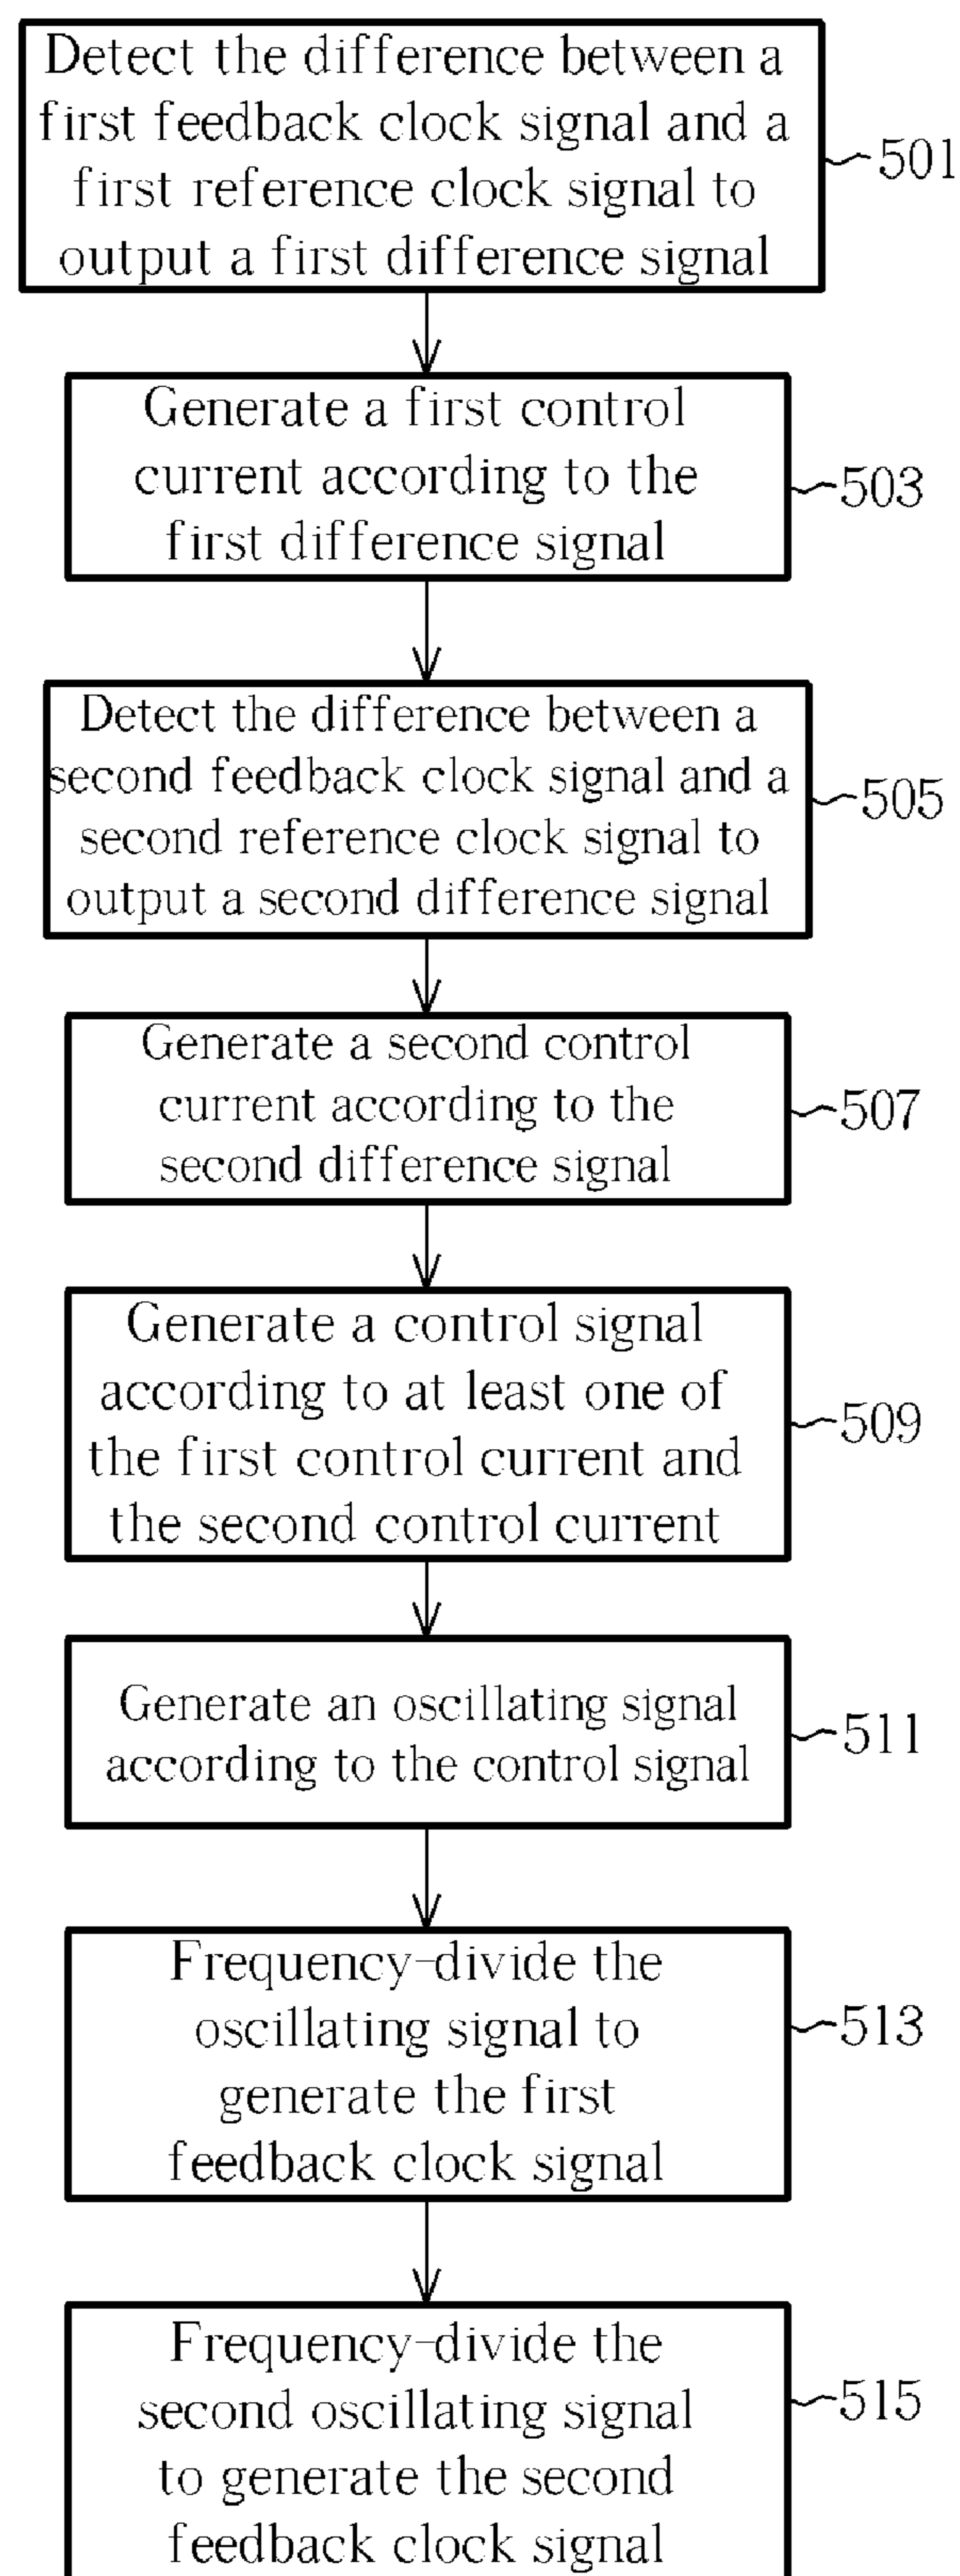 Detect the difference between a
first feedback clock signal and a
first reference clock signal to
output a first difference signal
501
Generate a first control
current according to the
first difference signal
503
Detect the difference between a
second feedback clock signal and a
second reference clock signal to
output a second difference signal
505
Generate a second control
current according to the
second difference signal
507
Generate a control signal
according to at least one of
the first control current and
the second control current
509
Generate an oscillating signal
according to the control signal
511
Frequency-divide the
oscillating signal to
generate the first
feedback clock signal
513
Frequency-divide the
second oscillating signal
to generate the second
feedback clock signal
515